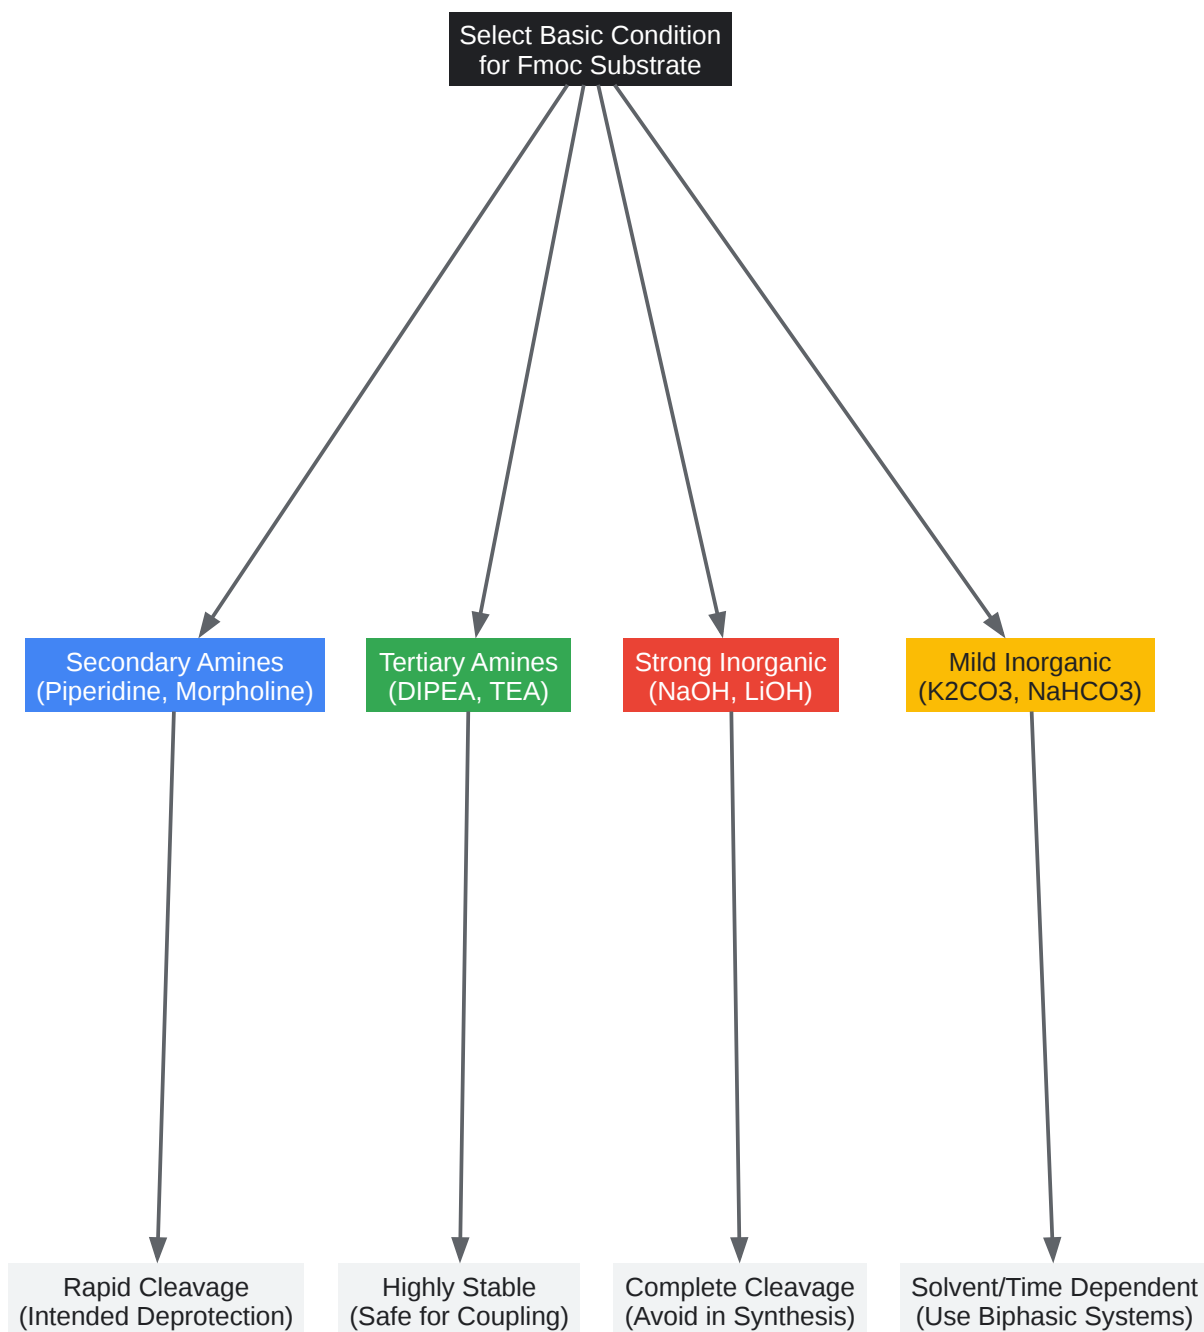 Select Basic Condition
for Fmoc Substrate
Secondary Amines
(Piperidine, Morpholine)
Tertiary Amines
(DIPEA, TEA)
Strong Inorganic
(NaOH, LiOH)
Mild Inorganic
(K2CO3, NaHCO3)
Rapid Cleavage
(Intended Deprotection)
Highly Stable
(Safe for Coupling)
Complete Cleavage
(Avoid in Synthesis)
Solvent/Time Dependent
(Use Biphasic Systems)